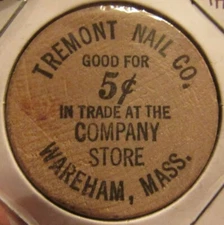 TREMONT NAIL CO.
GOOD FOR
5¢
IN TRADE AT THE
COMPANY
STORE
WAREHAM, MASS.